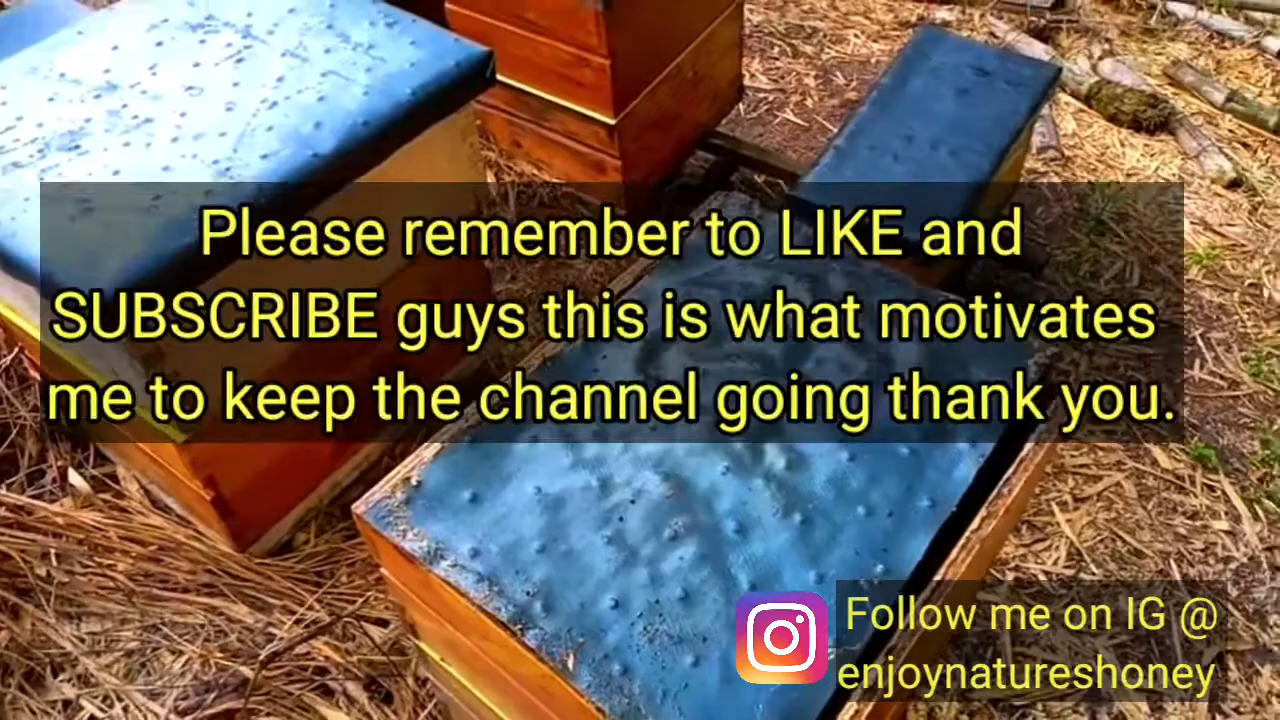 Please remember to LIKE and
SUBSCRIBE guys this is what motivates
me to keep the channel going thank you.
Follow me on IG @
enjoynatureshoney